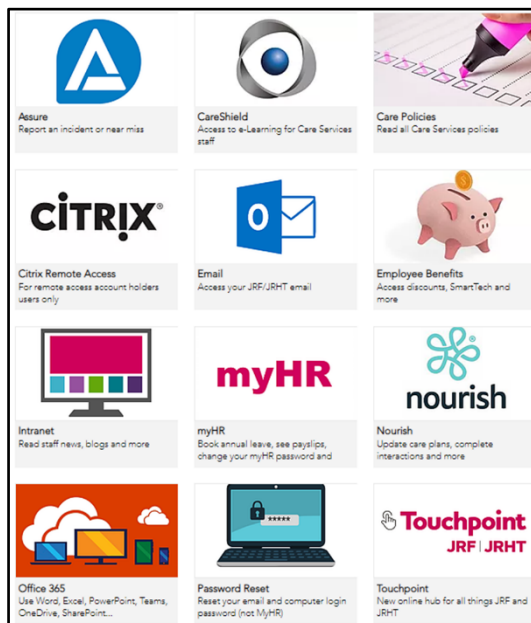 Assure
Report an incident or near miss
CareShield
Access to e-Learning for Care Services
staff
Care Policies
Read all Care Services policies
CİTRIX®
Citrix Remote Access
For remote access account holders
users only
O
Email
Access your JRF/JRHT email
Employee Benefits
Access discounts, SmartTech and
more
Intranet
Read staff news, blogs and more
myHR
myHR
Book annual leave, see payslips,
change your myHR password and
nourish
Nourish
Update care plans, complete
interactions and more
Office 365
Use Word, Excel, PowerPoint, Teams,
OneDrive, SharePoint...
*****
Password Reset
Reset your email and computer login
password (not MyHR)
Touchpoint
JRF | JRHT
Touchpoint
New online hub for all things JRF and
JRHT